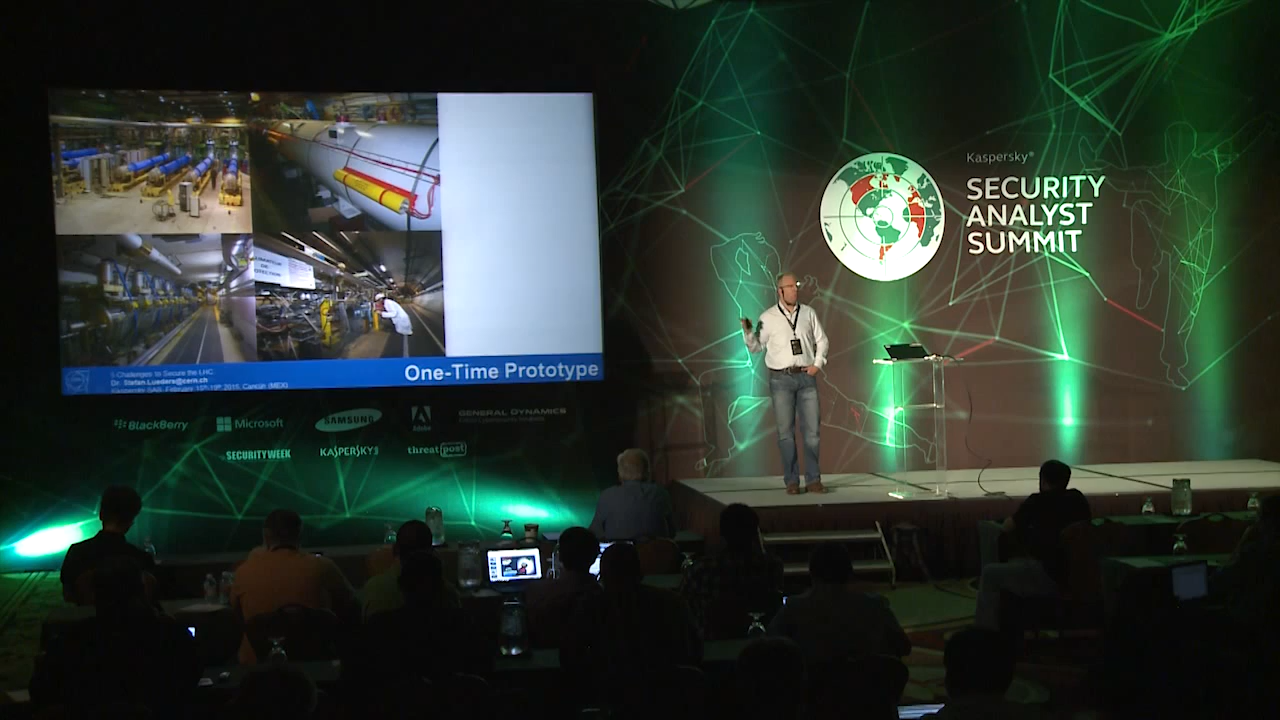 Kaspersky®
SECURITY
ANALYST
SUMMIT
Challenges to Secure the LHC
Dr. Stefan.Lueders@cern.ch
Kaspersky SAS, February 15th-19th 2015, Cancún (MEX)
One-Time Prototype
BlackBerry
Microsoft
SAMSUNG
Adobe
GENERAL DYNAMICS
SECURITYWEEK
KASPERSKY
threatpost